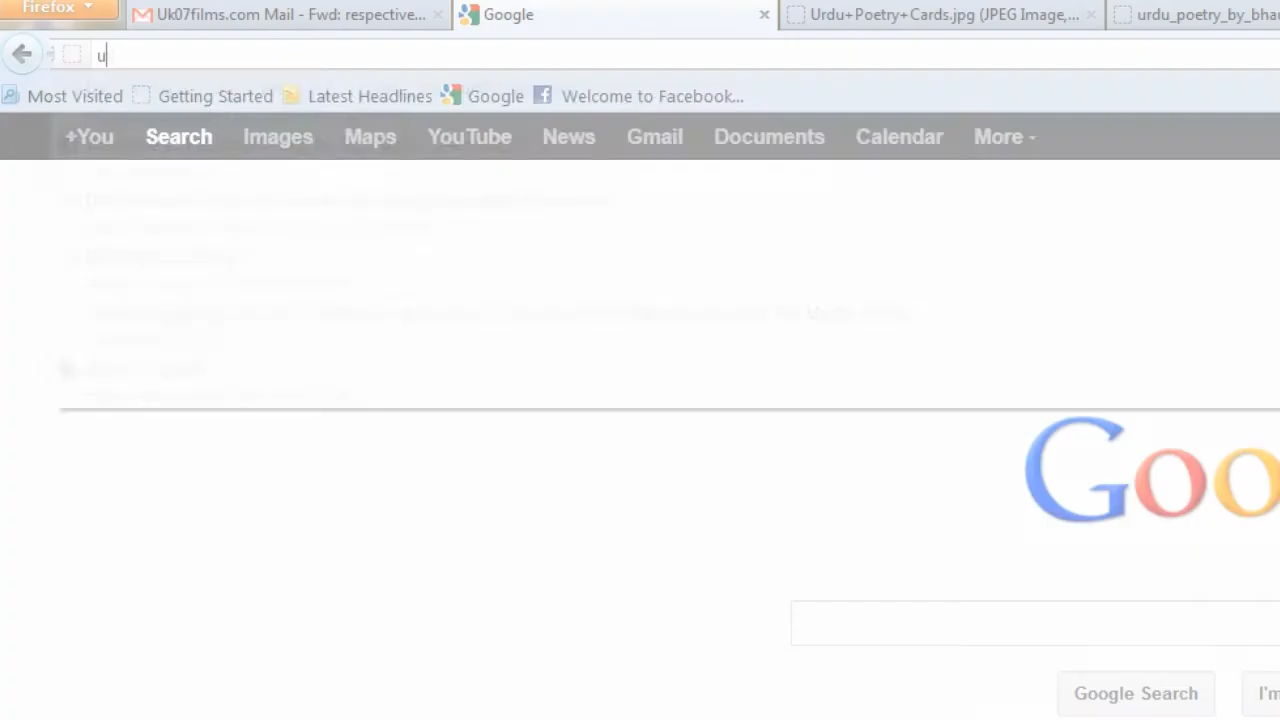 Firefox
Uk07films.com Mail - Fwd: respective...
Google
Urdu+Poetry+Cards.jpg (JPEG Image,...
urdu_poetry_by_bha
u
Most Visited
Getting Started
Latest Headlines
Google
Welcome to Facebook...
+You Search Images Maps YouTube News Gmail Documents Calendar More
Goo
Google Search
I'm